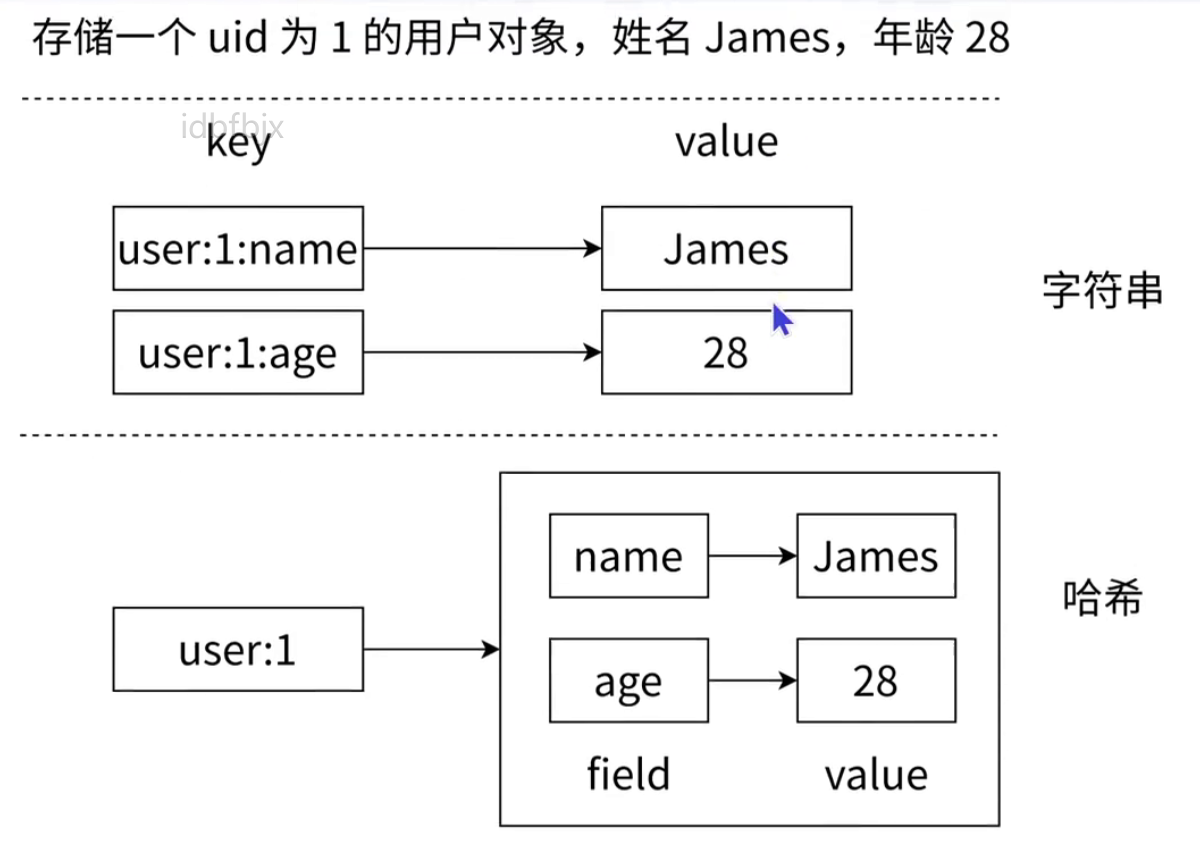 存储一个 uid 为 1 的用户对象，姓名 James，年龄 28
idbfbix
key value
user:1:name James
字符串
user:1:age 28
name James
哈希
user:1
age 28
field value